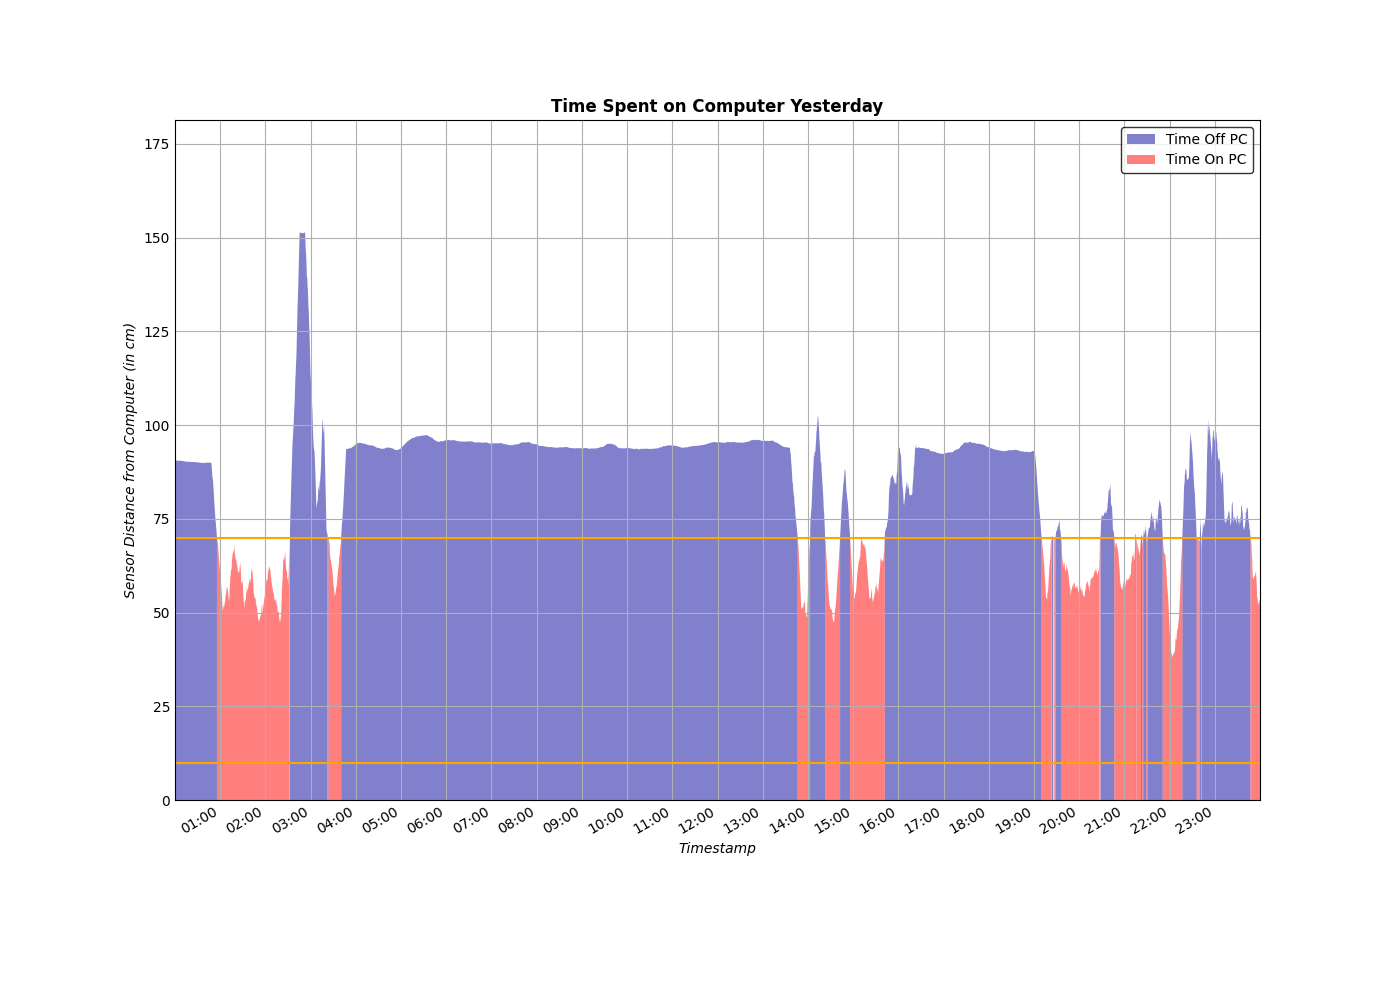 Time Spent on Computer Yesterday
Time Off PC
Time On PC
175
150
125
100
75
50
25
0
Sensor Distance from Computer (in cm)
01:00 02:00 03:00 04:00 05:00 06:00 07:00 08:00 09:00 10:00 11:00 12:00 13:00 14:00 15:00 16:00 17:00 18:00 19:00 20:00 21:00 22:00 23:00
Timestamp